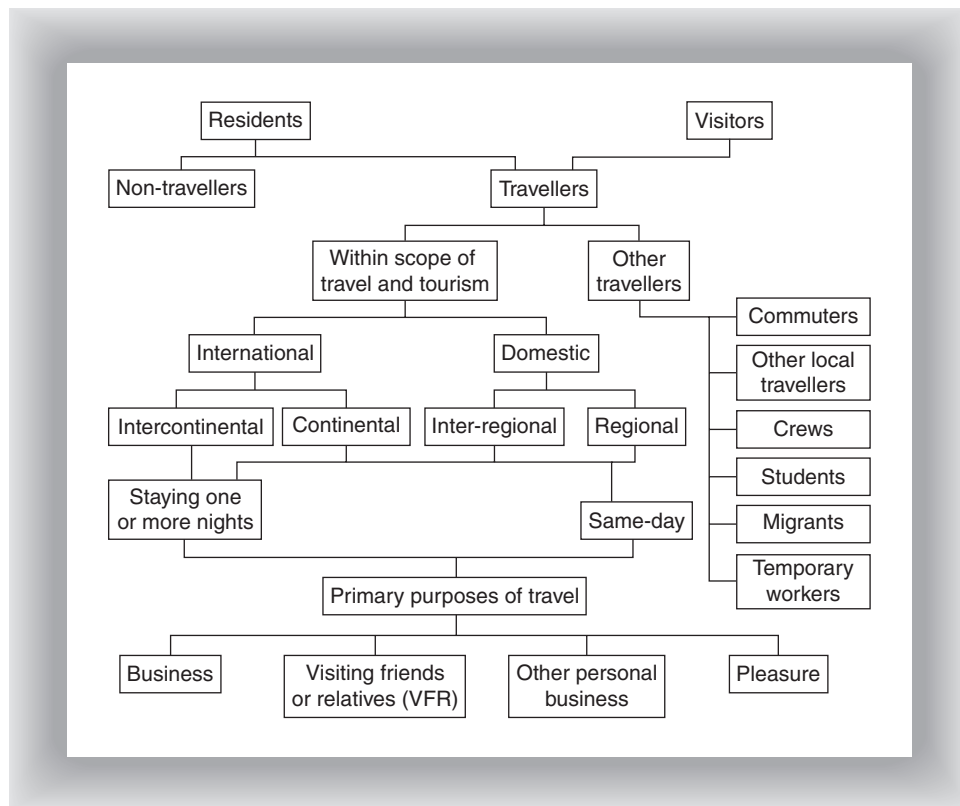 Residents
Visitors
Non-travellers
Travellers
Within scope of
travel and tourism
Other
travellers
Commuters
International
Domestic
Other local
travellers
Intercontinental
Continental
Inter-regional
Regional
Crews
Staying one
or more nights
Same-day
Students
Migrants
Temporary
workers
Primary purposes of travel
Business
Visiting friends
or relatives (VFR)
Other personal
business
Pleasure